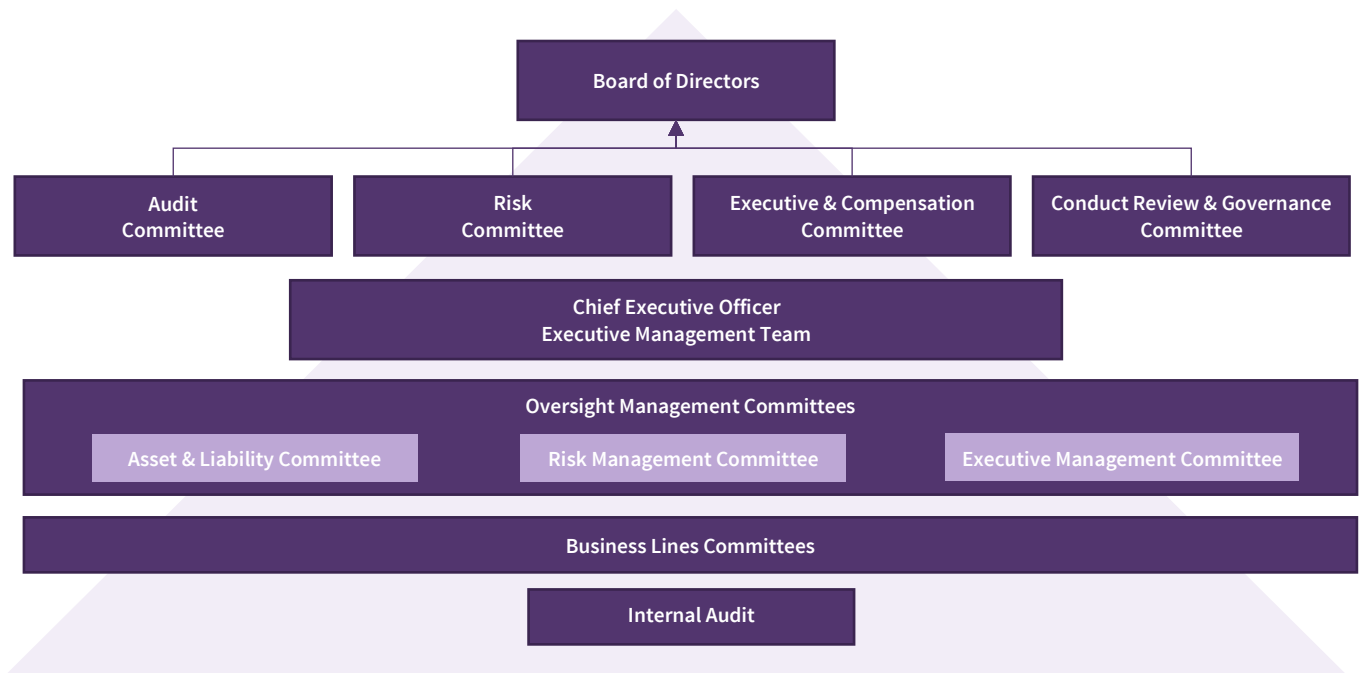 Board of Directors
Audit
Committee
Risk
Committee
Executive & Compensation
Committee
Conduct Review & Governance
Committee
Chief Executive Officer
Executive Management Team
Oversight Management Committees
Asset & Liability Committee
Risk Management Committee
Executive Management Committee
Business Lines Committees
Internal Audit